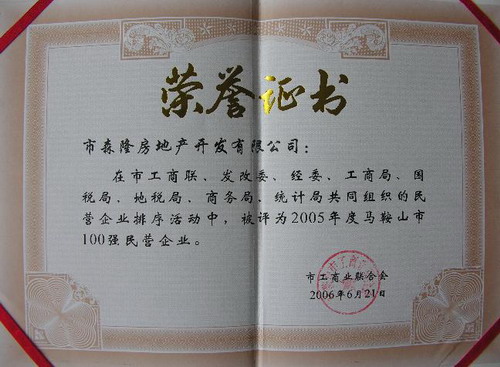 荣誉证书
市森隆房地产开发有限公司：
在市工商联、发改委、经委、工商局、国
税局、地税局、商务局、统计局共同组织的民
营企业排序活动中，被评为2005年度马鞍山市
100强民营企业。
市工商业联合会
2006年6月21日